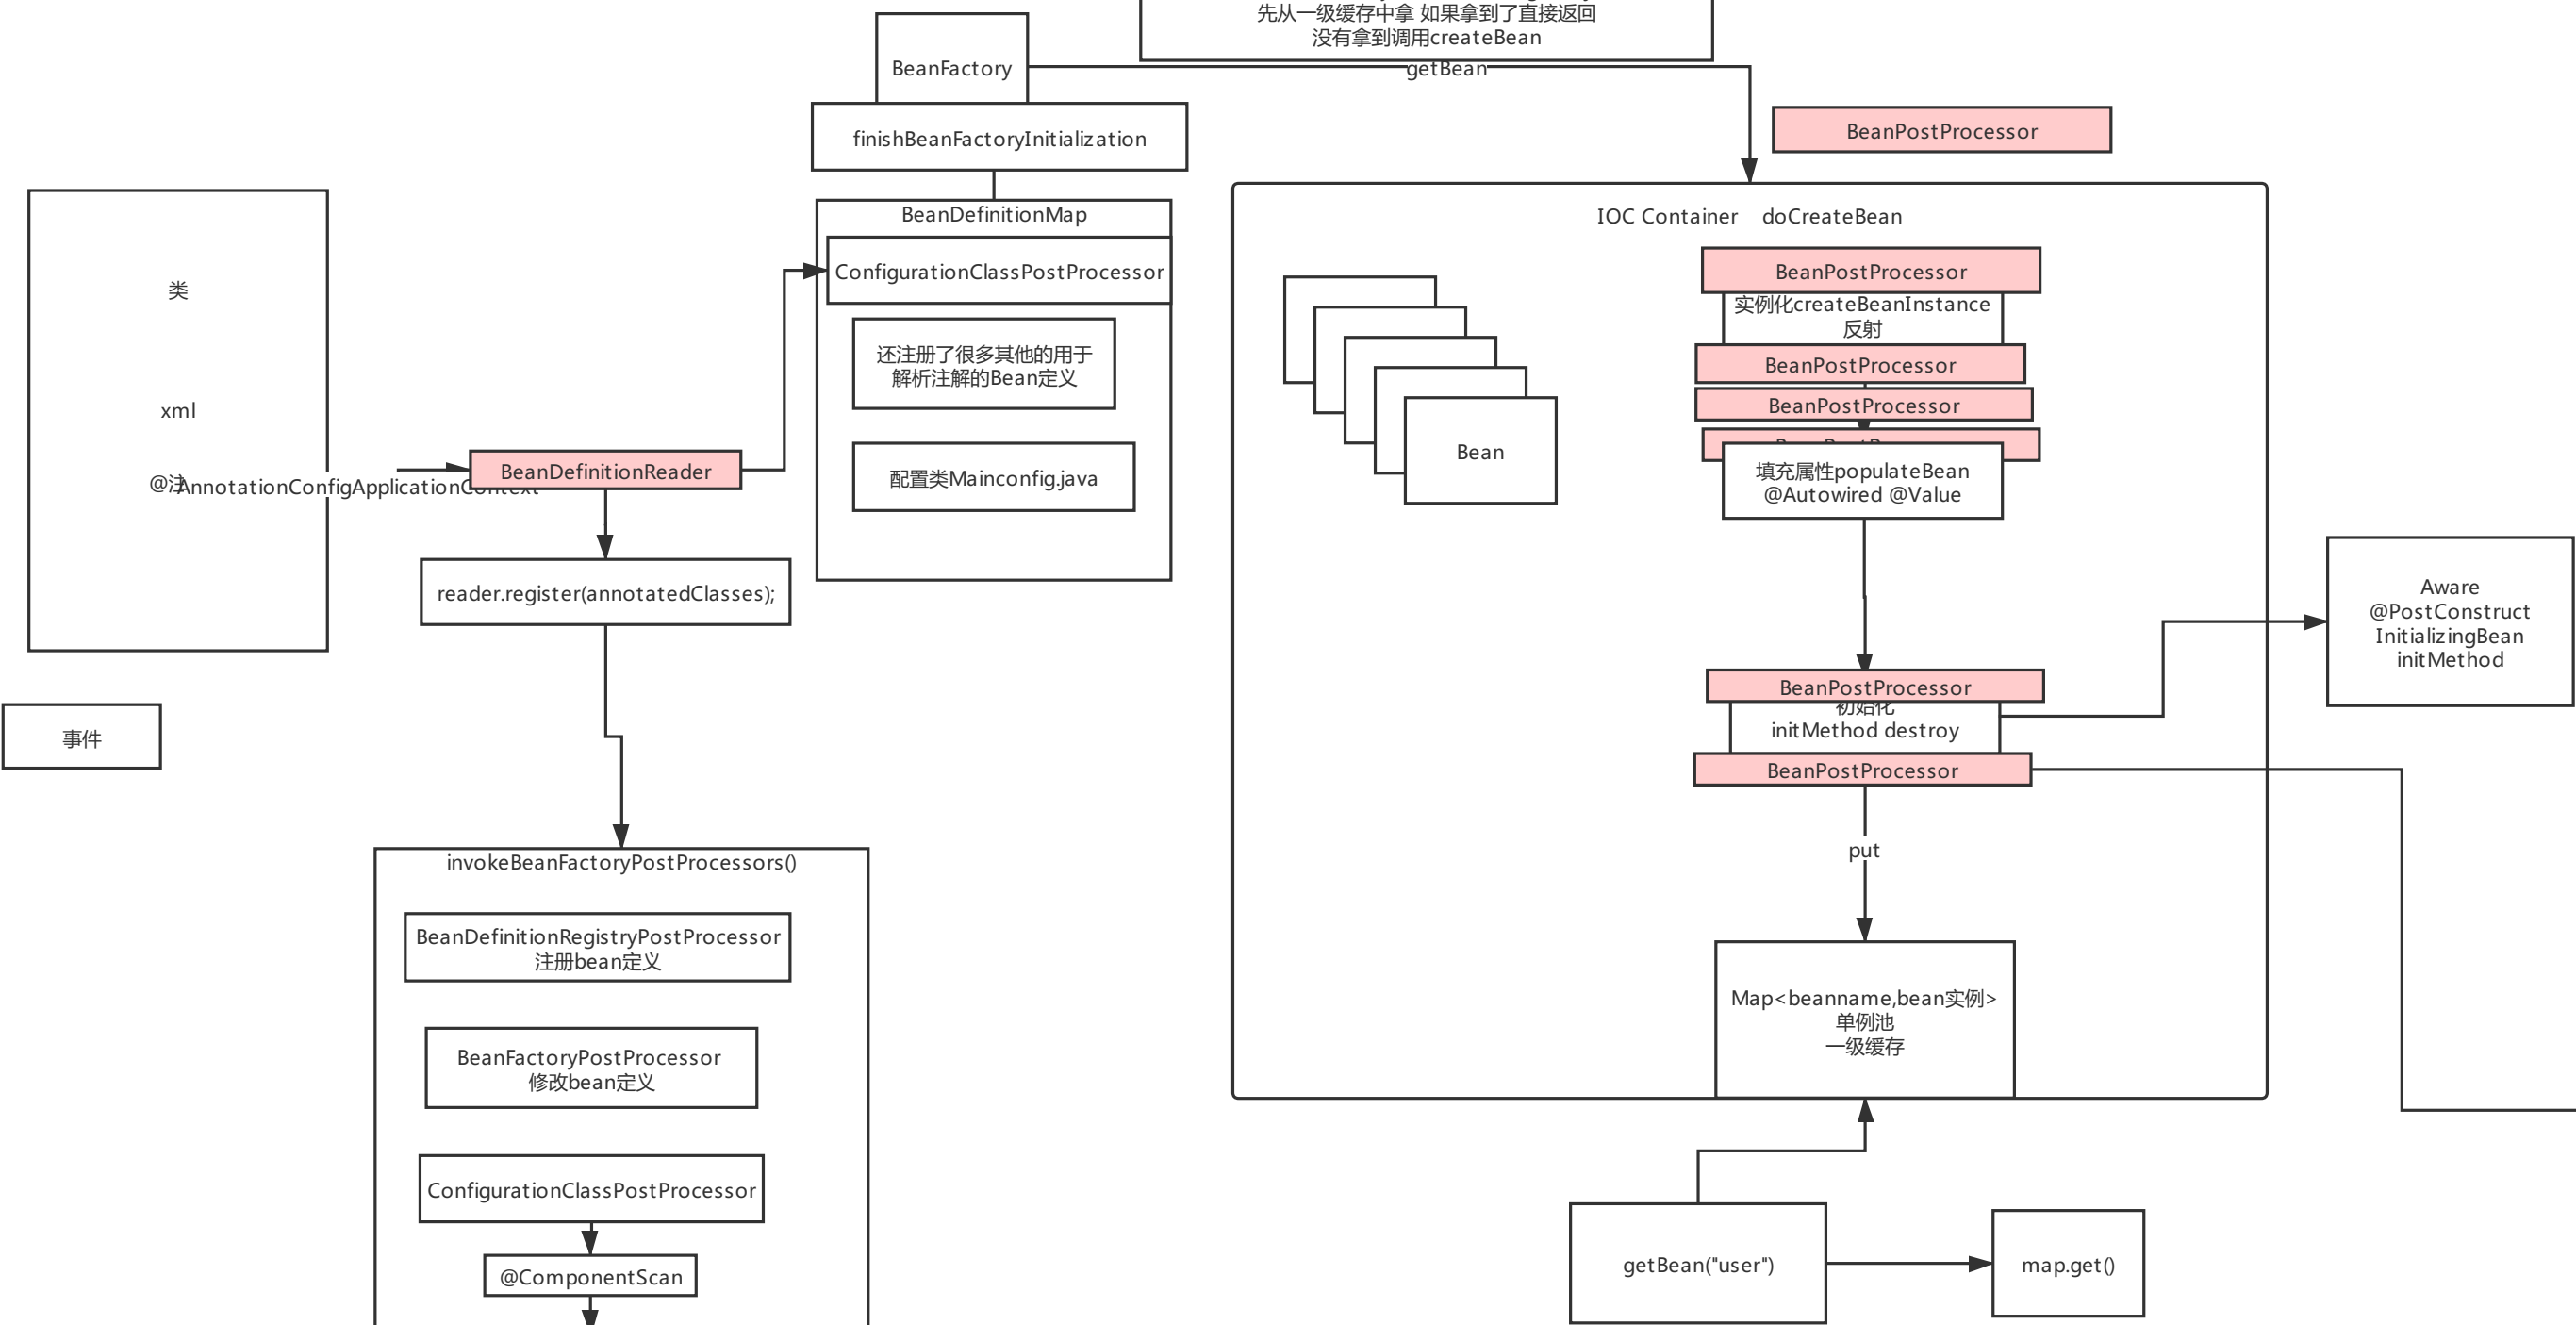 先从一级缓存中拿 如果拿到了直接返回
没有拿到调用createBean
BeanFactory
getBean
finishBeanFactoryInitialization
BeanPostProcessor
类
xml
@注
AnnotationConfigApplicationContext
BeanDefinitionReader
reader.register(annotatedClasses);
事件
BeanDefinitionMap
ConfigurationClassPostProcessor
还注册了很多其他的用于
解析注解的Bean定义
配置类Mainconfig.java
invokeBeanFactoryPostProcessors()
BeanDefinitionRegistryPostProcessor
注册bean定义
BeanFactoryPostProcessor
修改bean定义
ConfigurationClassPostProcessor
@ComponentScan
IOC Container doCreateBean
Bean
BeanPostProcessor
实例化createBeanInstance
反射
BeanPostProcessor
BeanPostProcessor
填充属性populateBean
@Autowired @Value
BeanPostProcessor
初始化
initMethod destroy
BeanPostProcessor
Aware
@PostConstruct
InitializingBean
initMethod
put
Map<beanname,bean实例>
单例池
一级缓存
getBean("user")
map.get()